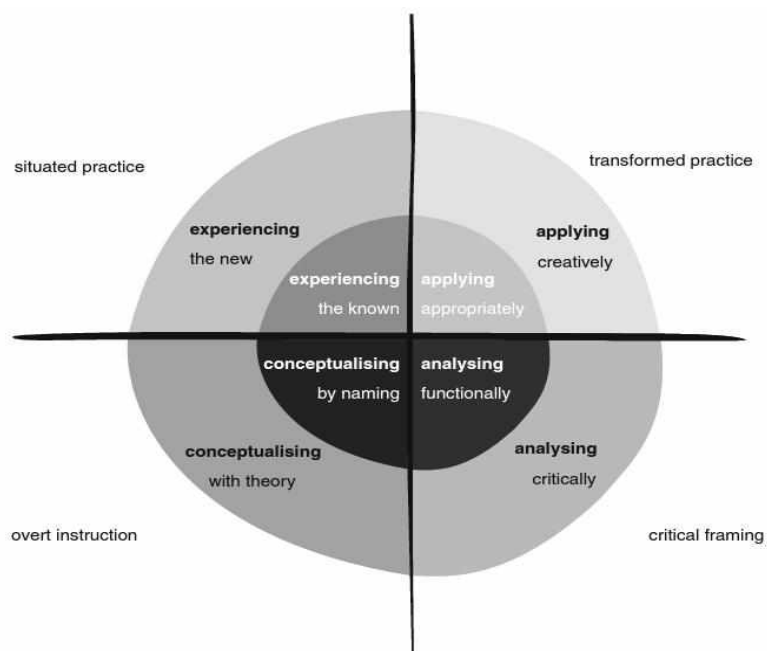 situated practice
transformed practice
experiencing
the new
applying
creatively
experiencing
the known
applying
appropriately
conceptualising
by naming
analysing
functionally
conceptualising
with theory
analysing
critically
overt instruction
critical framing